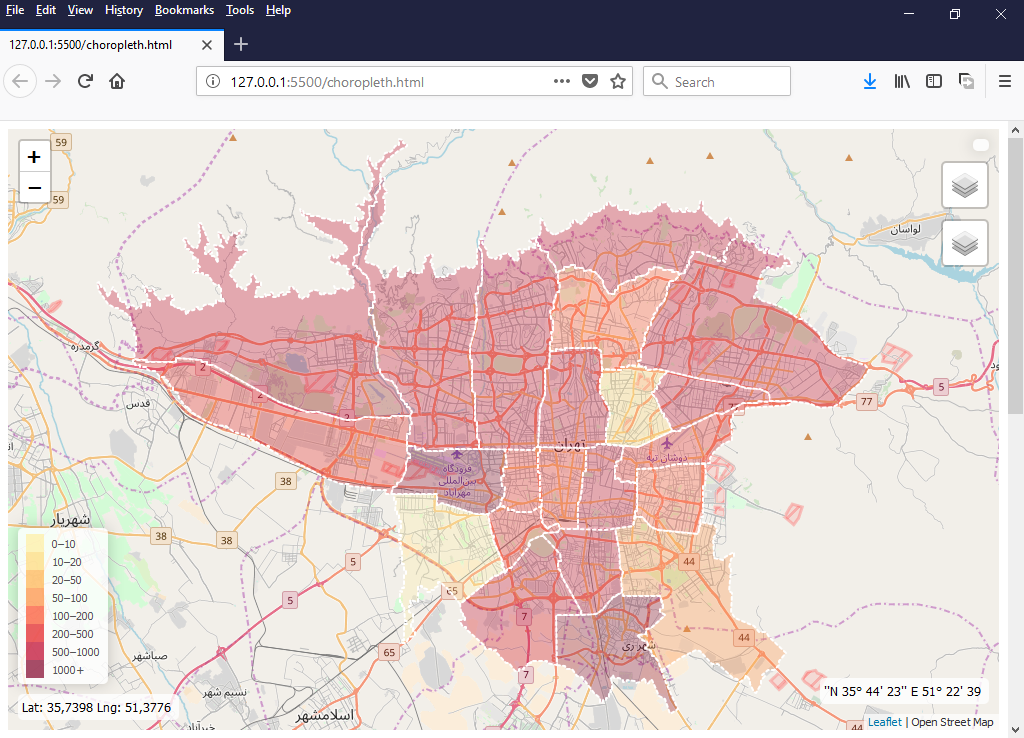 File Edit View History Bookmarks Tools Help
127.0.0.1:5500/choropleth.html
127.0.0.1:5500/choropleth.html
Search
+
−
59
59
لواسان
گرمدره
2
2
2
قدس
5
77
تهران
دوشان تپه
فرودگاه
بین‌المللی
مهرآباد
38
شهریار
38
38
5
44
65
5
7
44
65
شهر ری
صباشهر
7
نسیم شهر
اسلامشهر
44
0–10
10–20
20–50
50–100
100–200
200–500
500–1000
1000+
Lat: 35,7398 Lng: 51,3776
"N 35° 44' 23" E 51° 22' 39
Leaflet | Open Street Map